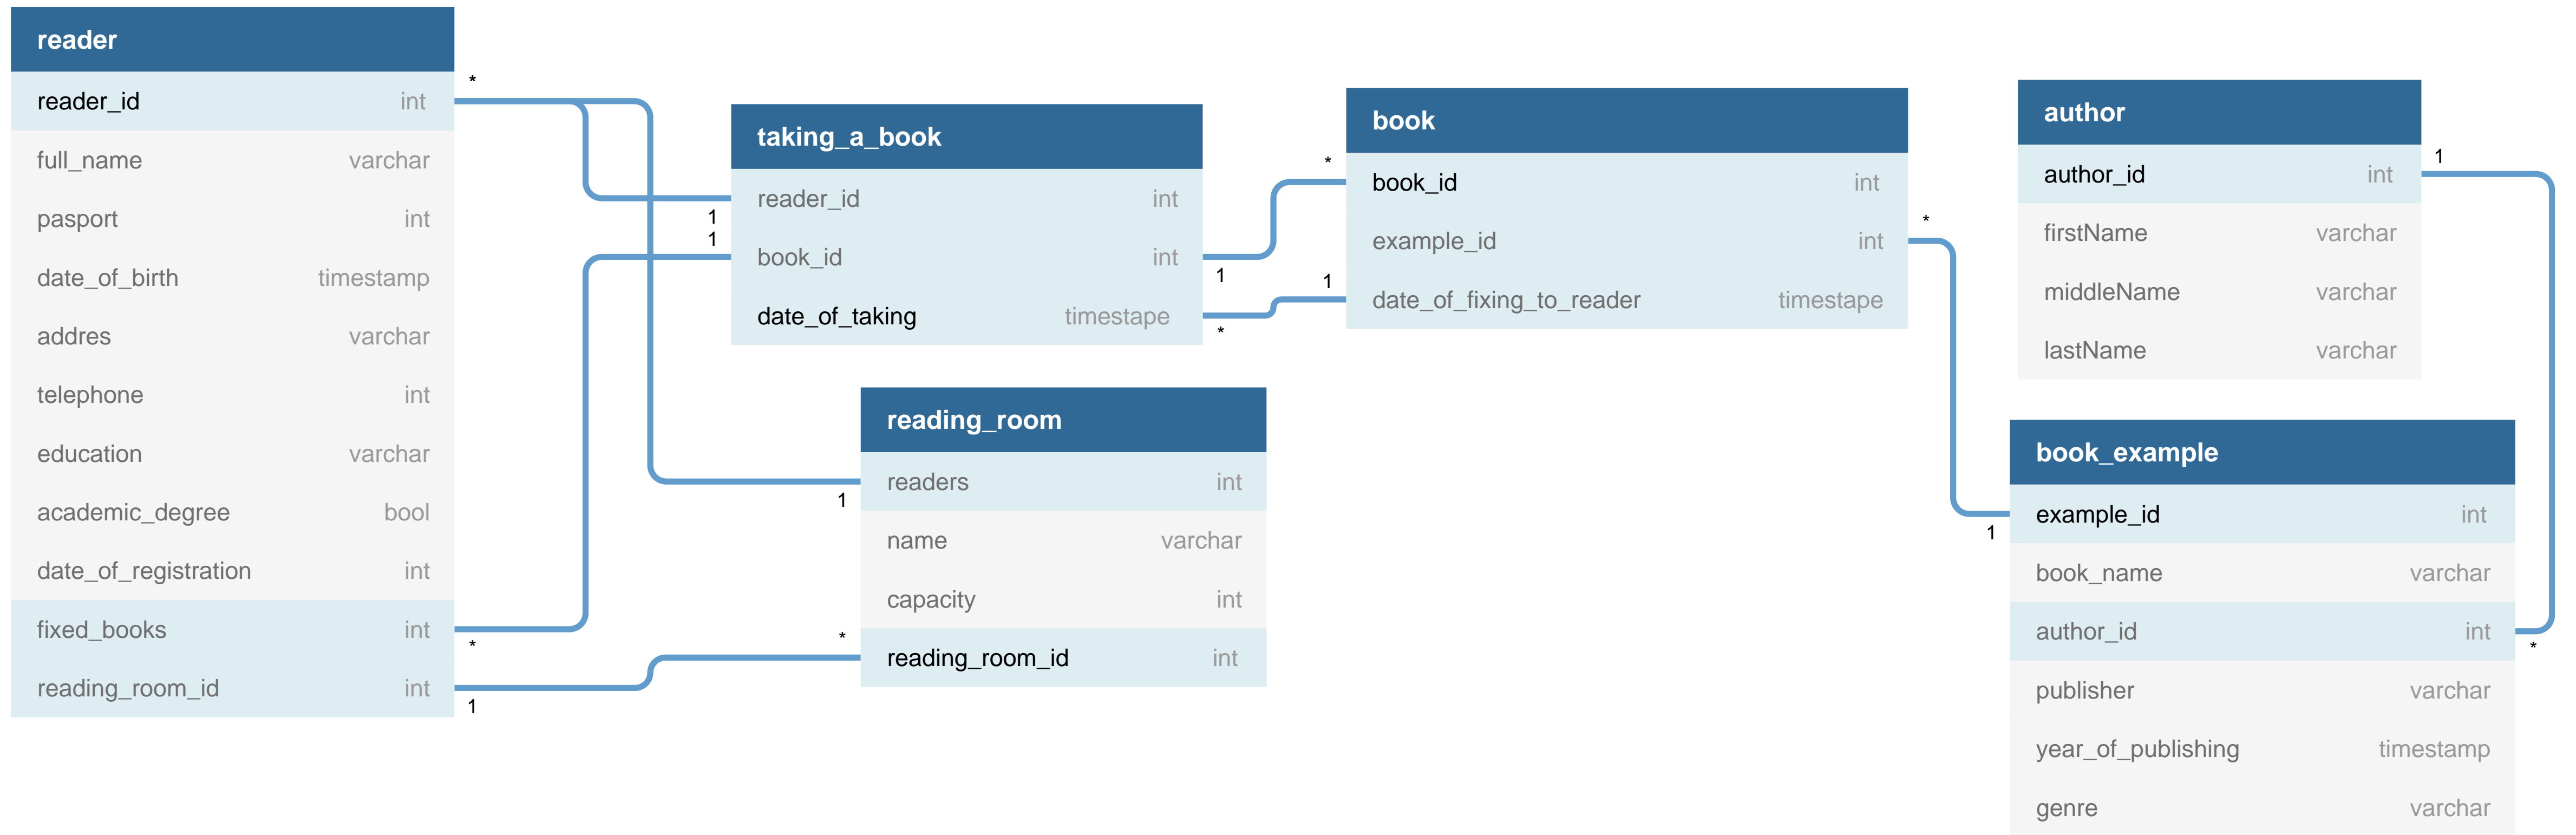 reader
*
reader_id int
full_name varchar
pasport int
date_of_birth timestamp
addres varchar
telephone int
education varchar
academic_degree bool
date_of_registration int
fixed_books int
*
reading_room_id int
1
taking_a_book
reader_id int
1
1
book_id int
1
date_of_taking timestape
*
reading_room
readers int
1
name varchar
capacity int
*
reading_room_id int
book
*
book_id int
*
example_id int
1
date_of_fixing_to_reader timestape
author
1
author_id int
firstName varchar
middleName varchar
lastName varchar
book_example
example_id int
1
book_name varchar
author_id int
*
publisher varchar
year_of_publishing timestamp
genre varchar